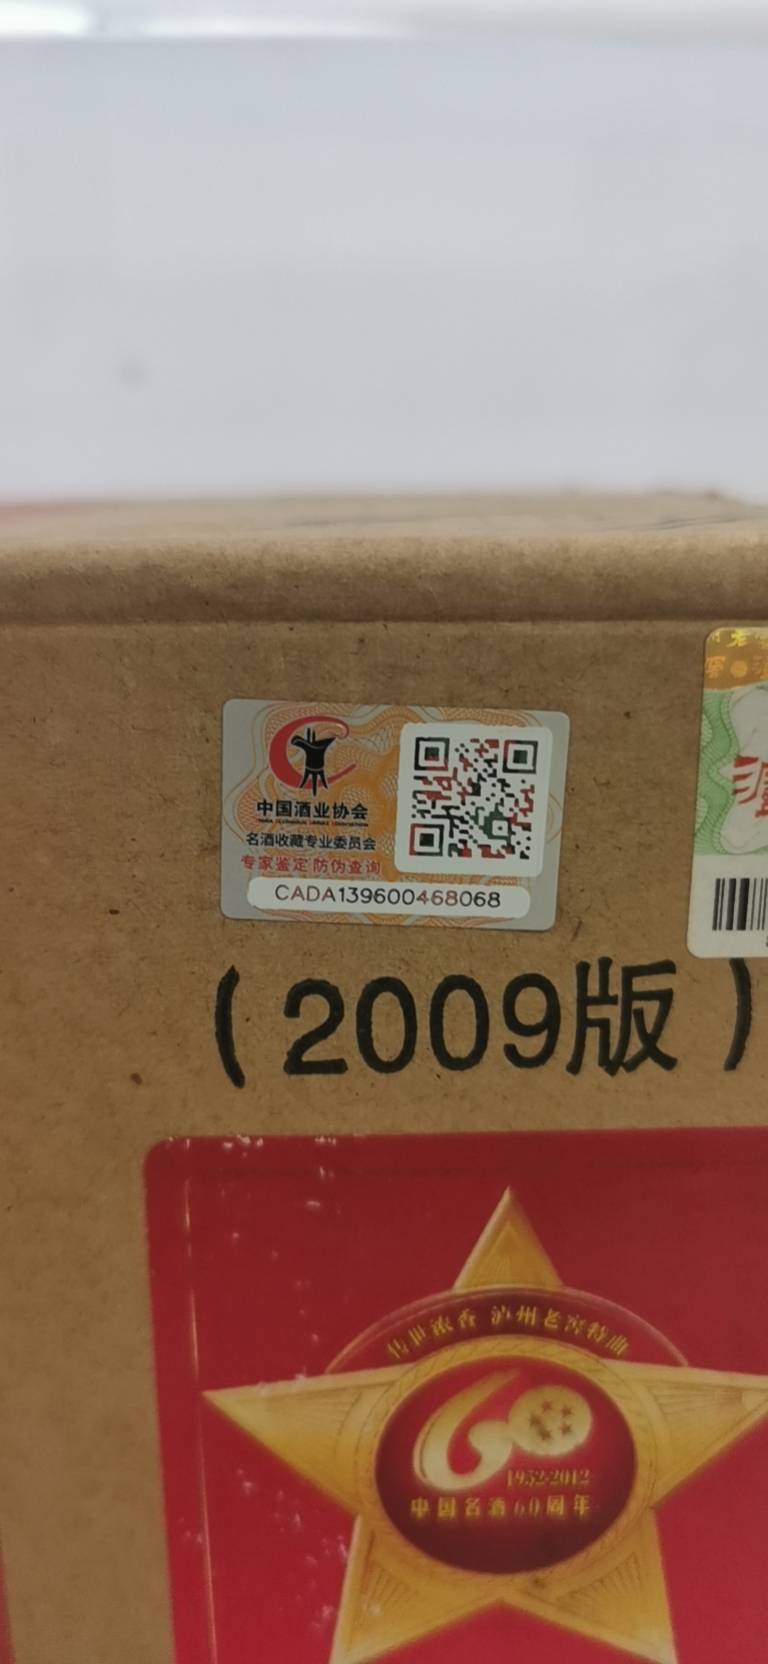 中国酒业协会
名酒收藏专业委员会
专家鉴定 防伪查询
CADA139600468068
（2009版）
传世浓香 泸州老窖特曲
60
1952-2012
中国名酒60周年